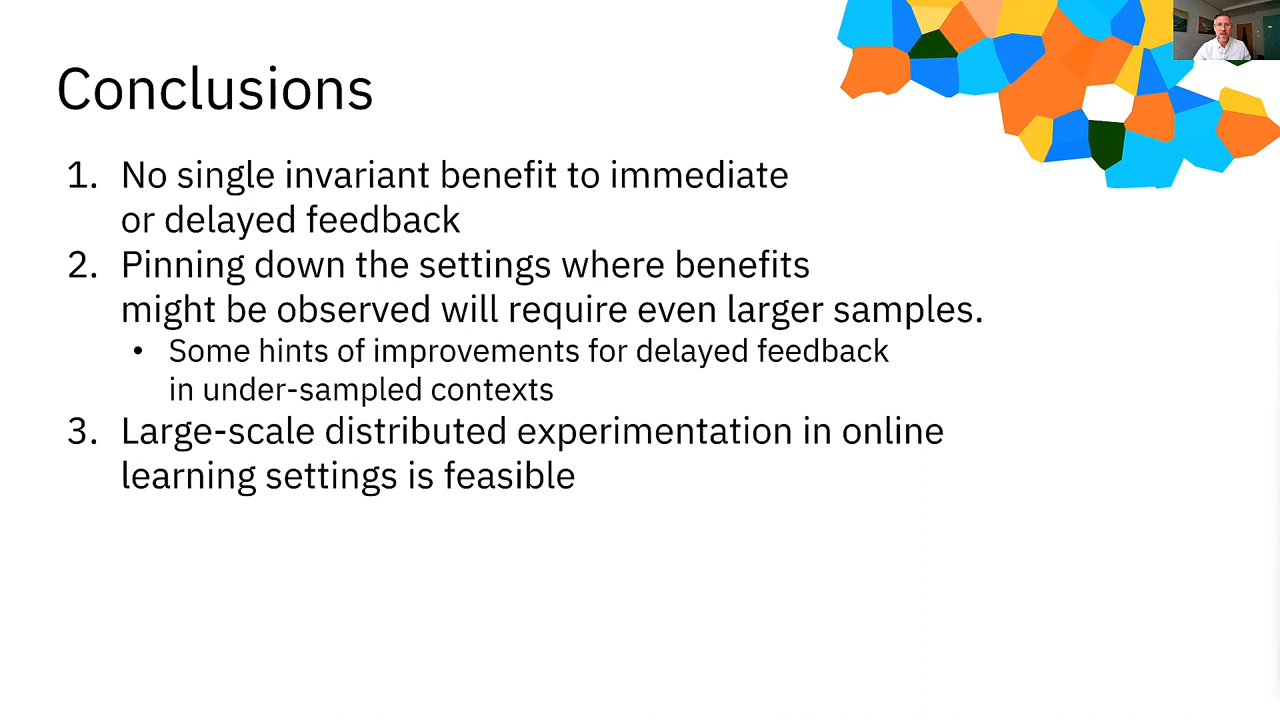 Conclusions
1. No single invariant benefit to immediate
or delayed feedback
2. Pinning down the settings where benefits
might be observed will require even larger samples.
• Some hints of improvements for delayed feedback
in under-sampled contexts
3. Large-scale distributed experimentation in online
learning settings is feasible